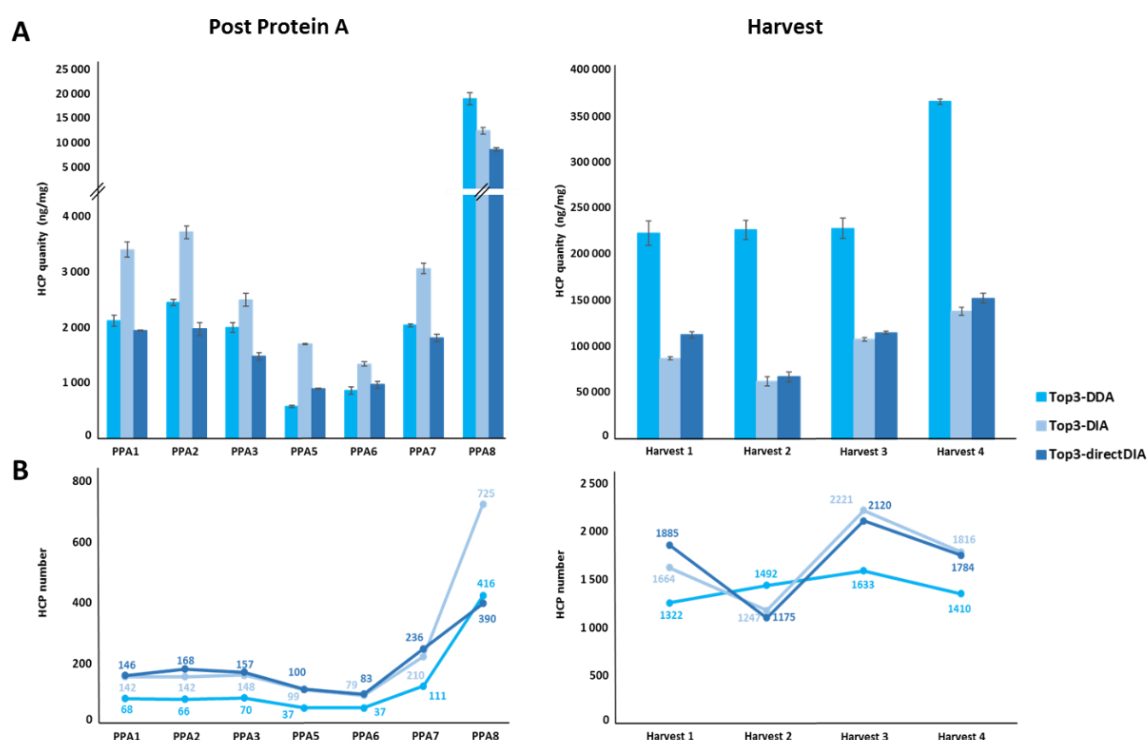 A
Post Protein A
Harvest
HCP quanity (ng/mg)
25 000
20 000
15 000
10 000
5 000
4 000
3 000
2 000
1 000
0
PPA1 PPA2 PPA3 PPA5 PPA6 PPA7 PPA8
HCP quanity (ng/mg)
400 000
350 000
300 000
250 000
200 000
150 000
100 000
50 000
0
Harvest 1 Harvest 2 Harvest 3 Harvest 4
Top3-DDA
Top3-DIA
Top3-directDIA
B
HCP number
800
600
400
200
0
146 168 157 100 83 236 390
142 142 148 99 79 210 725
68 66 70 37 37 111 416
PPA1 PPA2 PPA3 PPA5 PPA6 PPA7 PPA8
HCP number
2 500
2 000
1 500
1 000
500
0
1885 1175 2120 1784
1664 1247 2221 1816
1322 1492 1633 1410
Harvest 1 Harvest 2 Harvest 3 Harvest 4